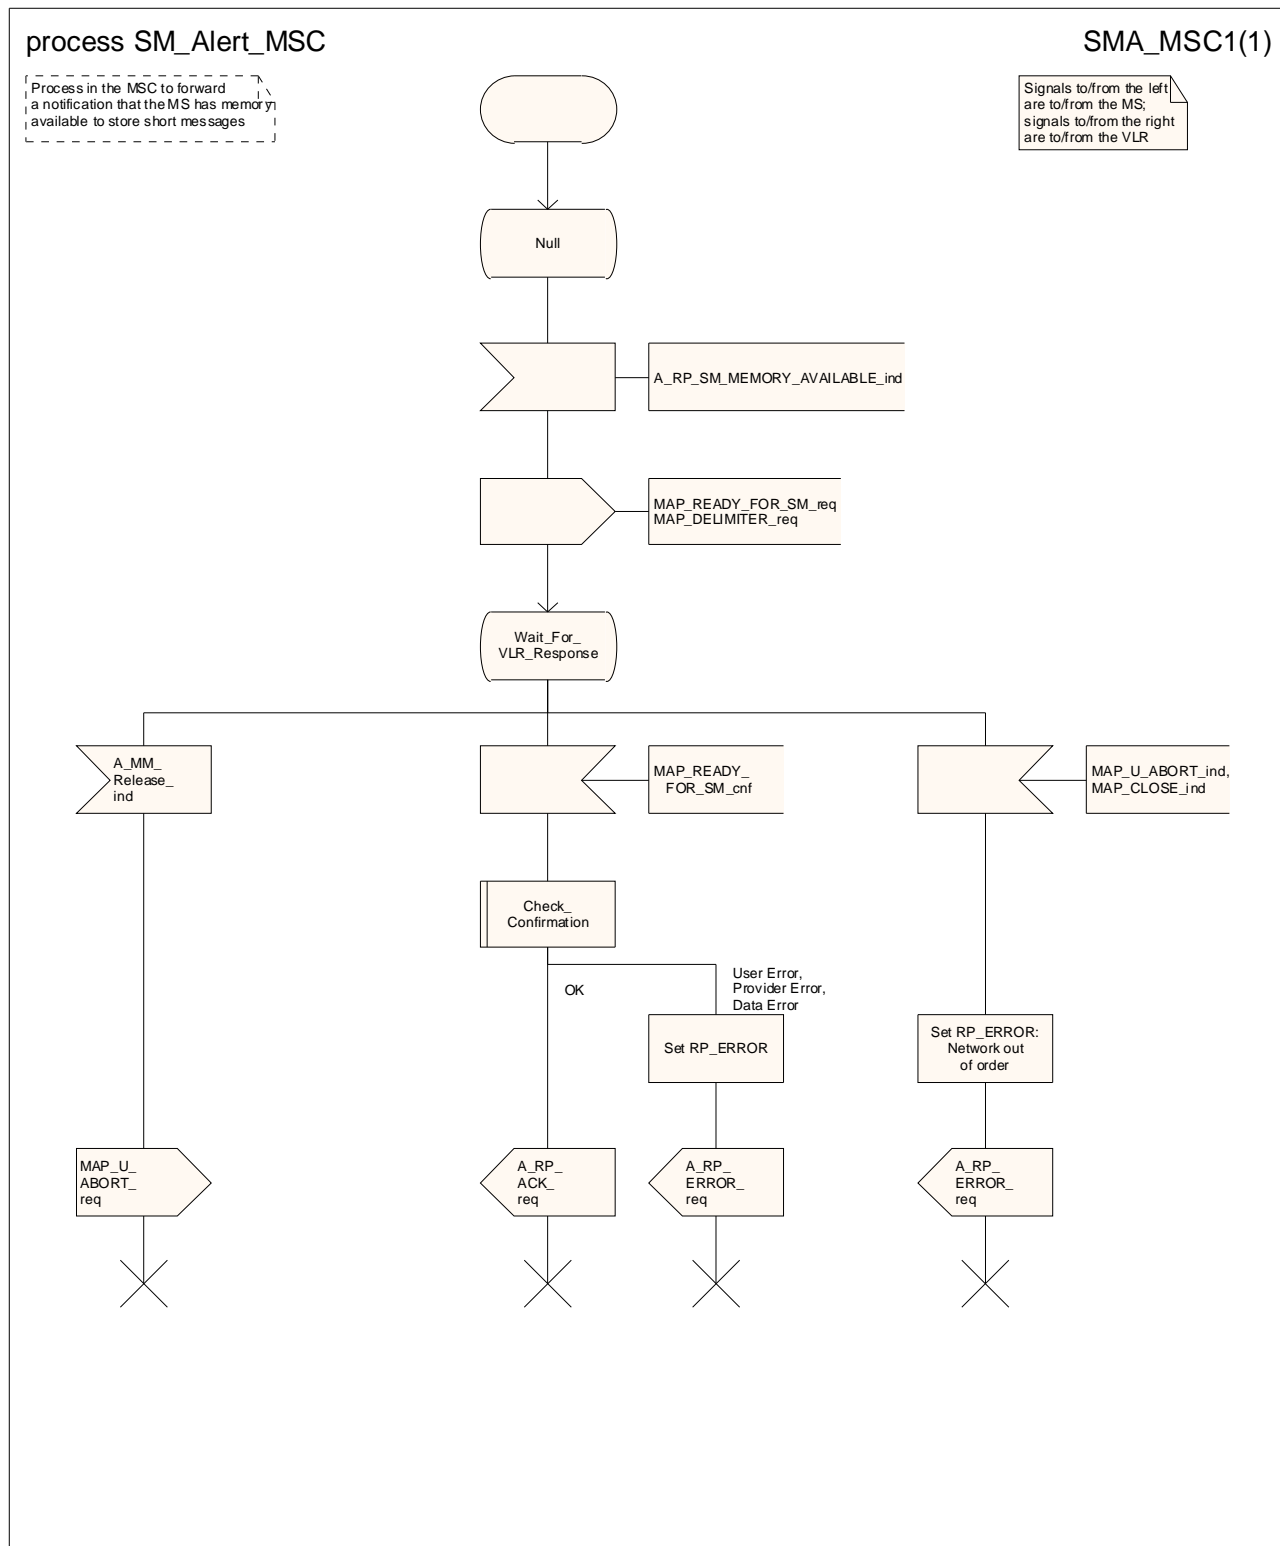 process SM_Alert_MSC
SMA_MSC1(1)
Process in the MSC to forward
a notification that the MS has memory
available to store short messages
Signals to/from the left
are to/from the MS;
signals to/from the right
are to/from the VLR
Null
A_RP_SM_MEMORY_AVAILABLE_ind
MAP_READY_FOR_SM_req
MAP_DELIMITER_req
Wait_For_
VLR_Response
A_MM_
Release_
ind
MAP_READY_
FOR_SM_cnf
MAP_U_ABORT_ind,
MAP_CLOSE_ind
Check_
Confirmation
OK
User Error,
Provider Error,
Data Error
Set RP_ERROR
Set RP_ERROR:
Network out
of order
MAP_U_
ABORT_
req
A_RP_
ACK_
req
A_RP_
ERROR_
req
A_RP_
ERROR_
req